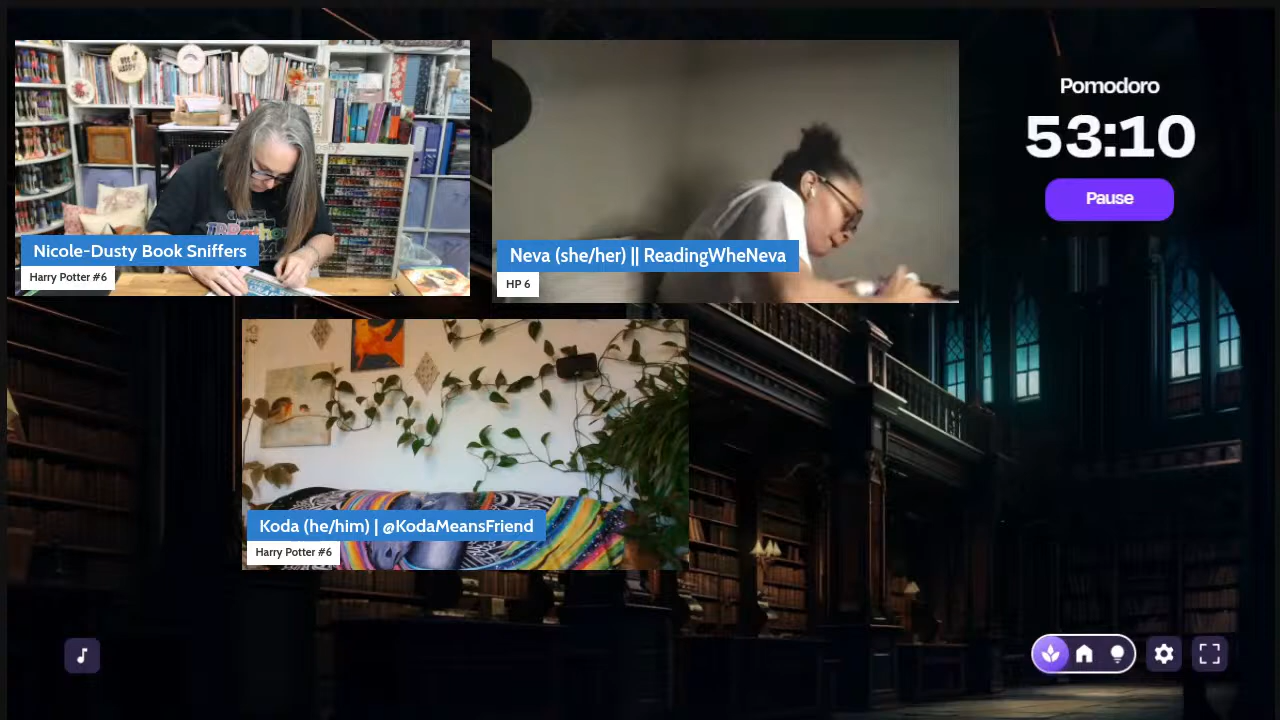 Pomodoro
53:10
Pause
Nicole-Dusty Book Sniffers
Harry Potter #6
Neva (she/her) || ReadingWheNeva
HP 6
Koda (he/him) | @KodaMeansFriend
Harry Potter #6